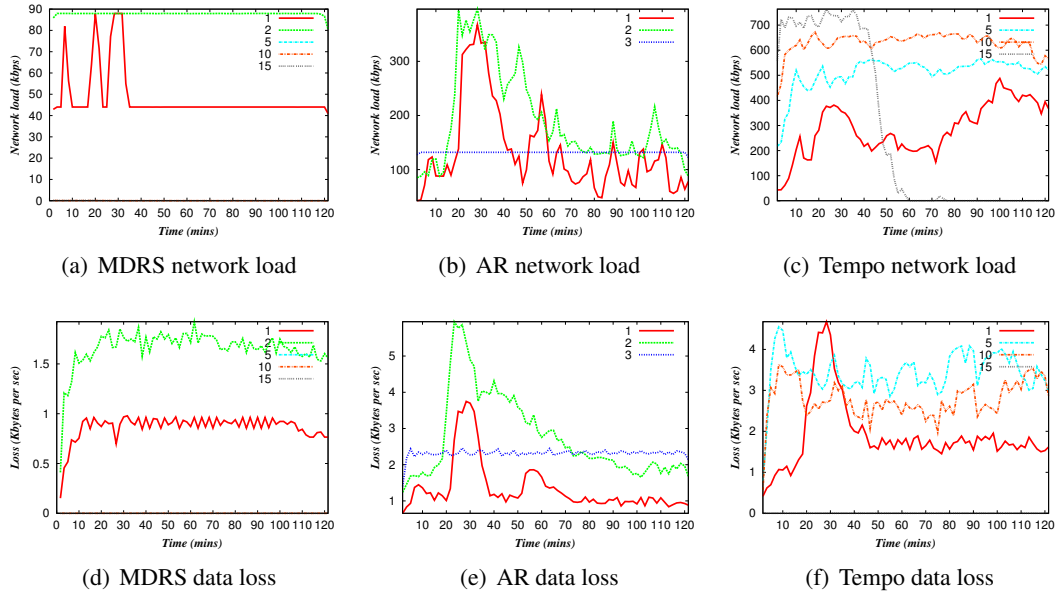 90
80
70
60
50
40
30
20
10
0
0 10 20 30 40 50 60 70 80 90 100 110 120
Network load (kbps)
Time (mins)
1
2
5
10
15
(a) MDRS network load
300
200
100
10 20 30 40 50 60 70 80 90 100 110 120
Network load (kbps)
Time (mins)
1
2
3
(b) AR network load
700
600
500
400
300
200
100
0
10 20 30 40 50 60 70 80 90 100 110 120
Network load (kbps)
Time (mins)
1
5
10
15
(c) Tempo network load
1.5
1
0.5
0
0 10 20 30 40 50 60 70 80 90 100 110 120
Loss (Kbytes per sec)
Time (mins)
1
2
5
10
15
(d) MDRS data loss
5
4
3
2
1
10 20 30 40 50 60 70 80 90 100 110 120
Loss (Kbytes per sec)
Time (mins)
1
2
3
(e) AR data loss
4
3
2
1
0
10 20 30 40 50 60 70 80 90 100 110 120
Loss (Kbytes per sec)
Time (mins)
1
5
10
15
(f) Tempo data loss